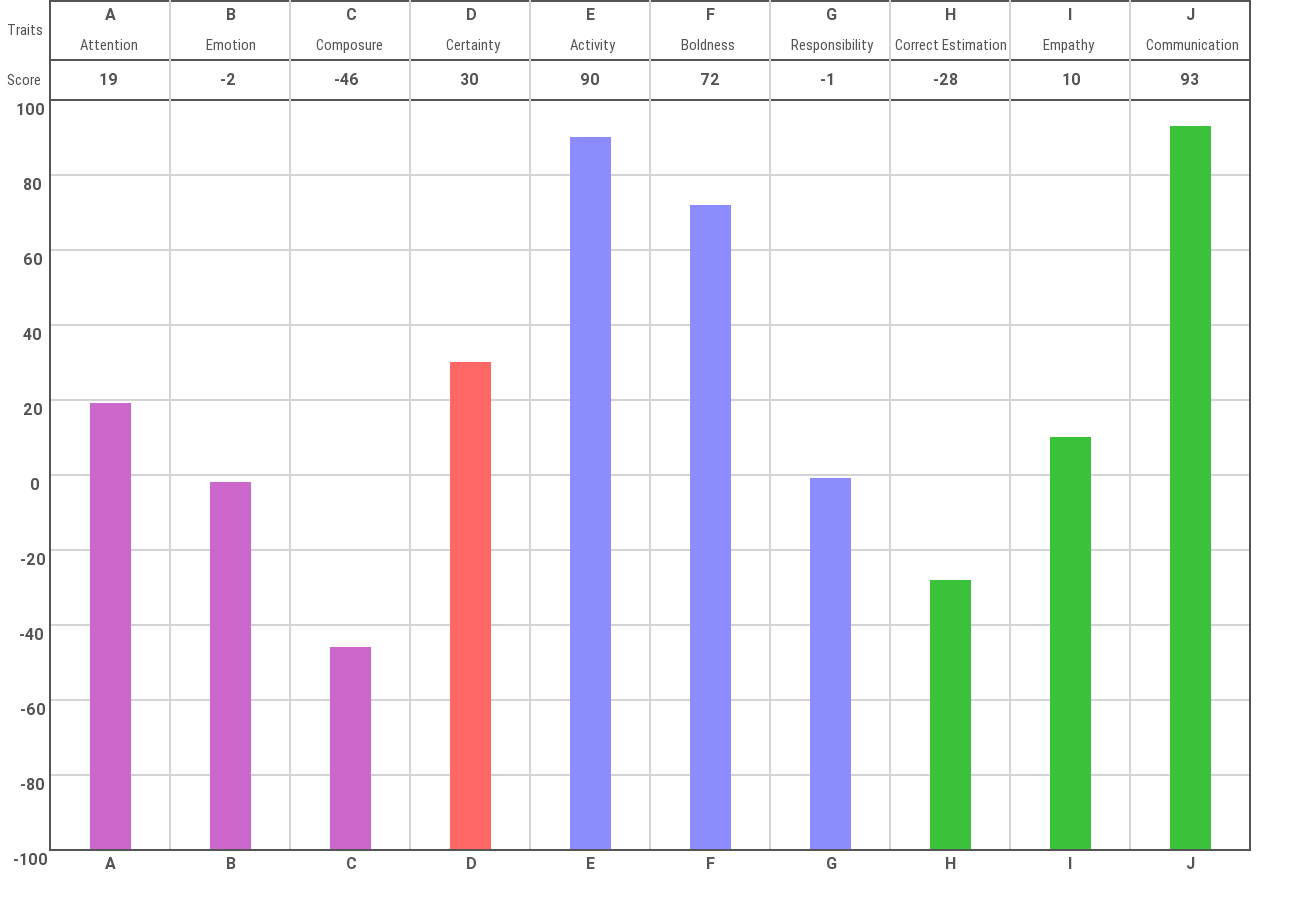 A B C D E F G H I J
Traits
Attention Emotion Composure Certainty Activity Boldness Responsibility Correct Estimation Empathy Communication
Score 19 -2 -46 30 90 72 -1 -28 10 93
100
80
60
40
20
0
-20
-40
-60
-80
-100
A B C D E F G H I J